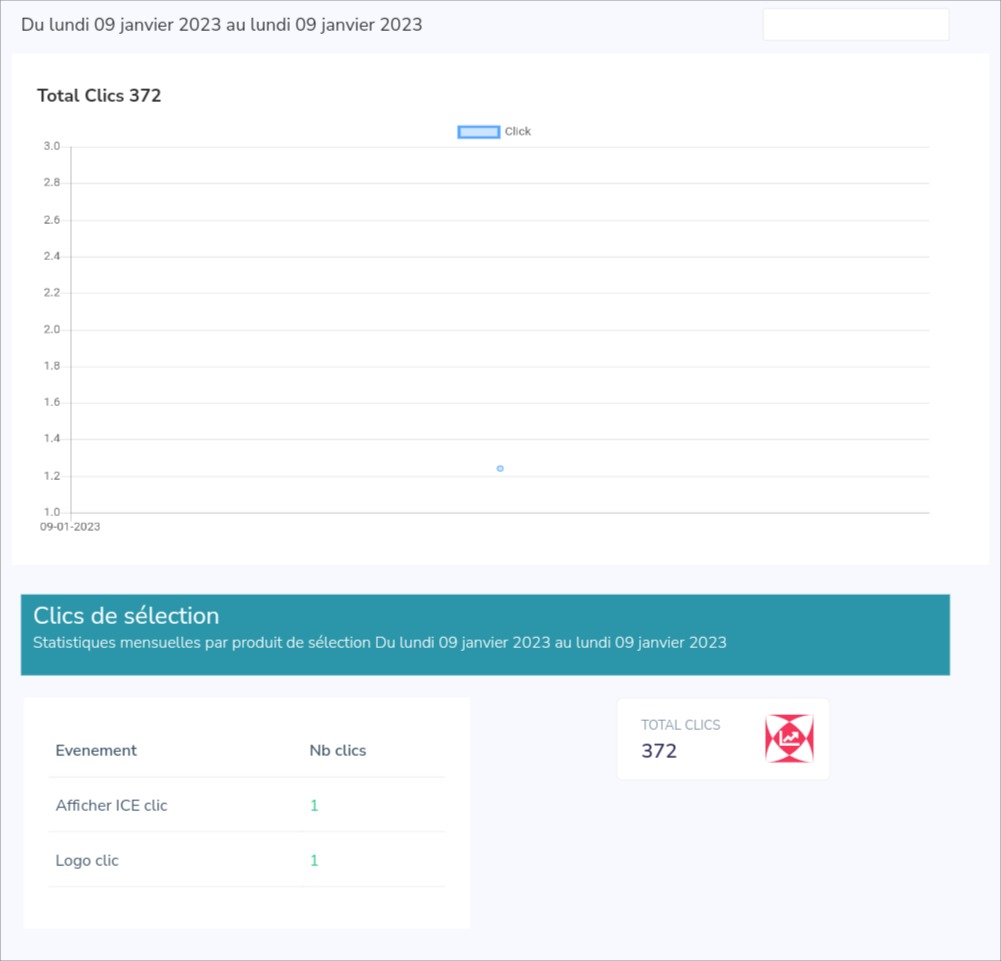 Du lundi 09 janvier 2023 au lundi 09 janvier 2023
Total Clics 372
Click
3.0
2.8
2.6
2.4
2.2
2.0
1.8
1.6
1.4
1.2
1.0
09-01-2023
Clics de sélection
Statistiques mensuelles par produit de sélection Du lundi 09 janvier 2023 au lundi 09 janvier 2023
Evenement Nb clics
Afficher ICE clic 1
Logo clic 1
TOTAL CLICS
372